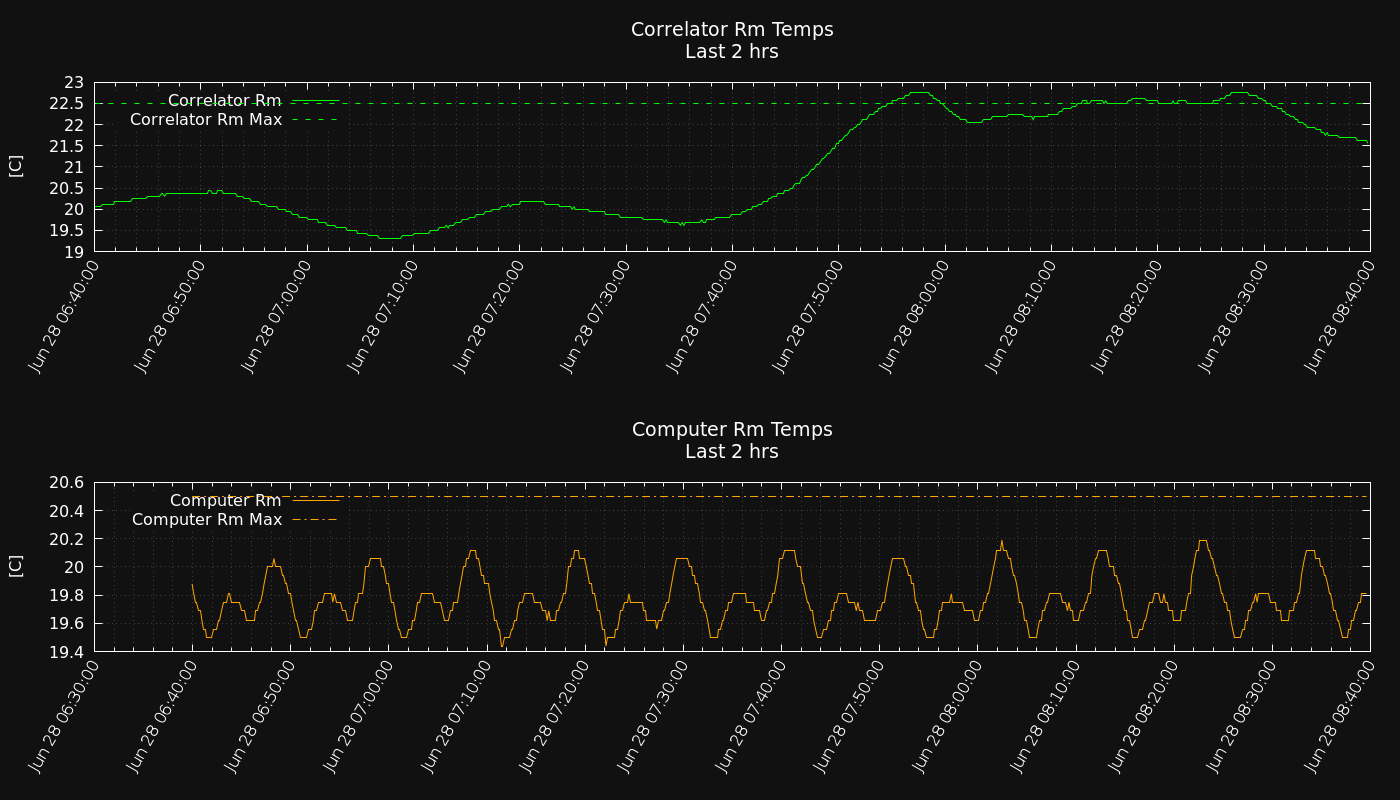 Correlator Rm Temps
Last 2 hrs
23
22.5
22
21.5
21
20.5
20
19.5
19
[C]
Correlator Rm
Correlator Rm Max
Jun 28 06:40:00
Jun 28 06:50:00
Jun 28 07:00:00
Jun 28 07:10:00
Jun 28 07:20:00
Jun 28 07:30:00
Jun 28 07:40:00
Jun 28 07:50:00
Jun 28 08:00:00
Jun 28 08:10:00
Jun 28 08:20:00
Jun 28 08:30:00
Jun 28 08:40:00
Computer Rm Temps
Last 2 hrs
20.6
20.4
20.2
20
19.8
19.6
19.4
[C]
Computer Rm
Computer Rm Max
Jun 28 06:30:00
Jun 28 06:40:00
Jun 28 06:50:00
Jun 28 07:00:00
Jun 28 07:10:00
Jun 28 07:20:00
Jun 28 07:30:00
Jun 28 07:40:00
Jun 28 07:50:00
Jun 28 08:00:00
Jun 28 08:10:00
Jun 28 08:20:00
Jun 28 08:30:00
Jun 28 08:40:00